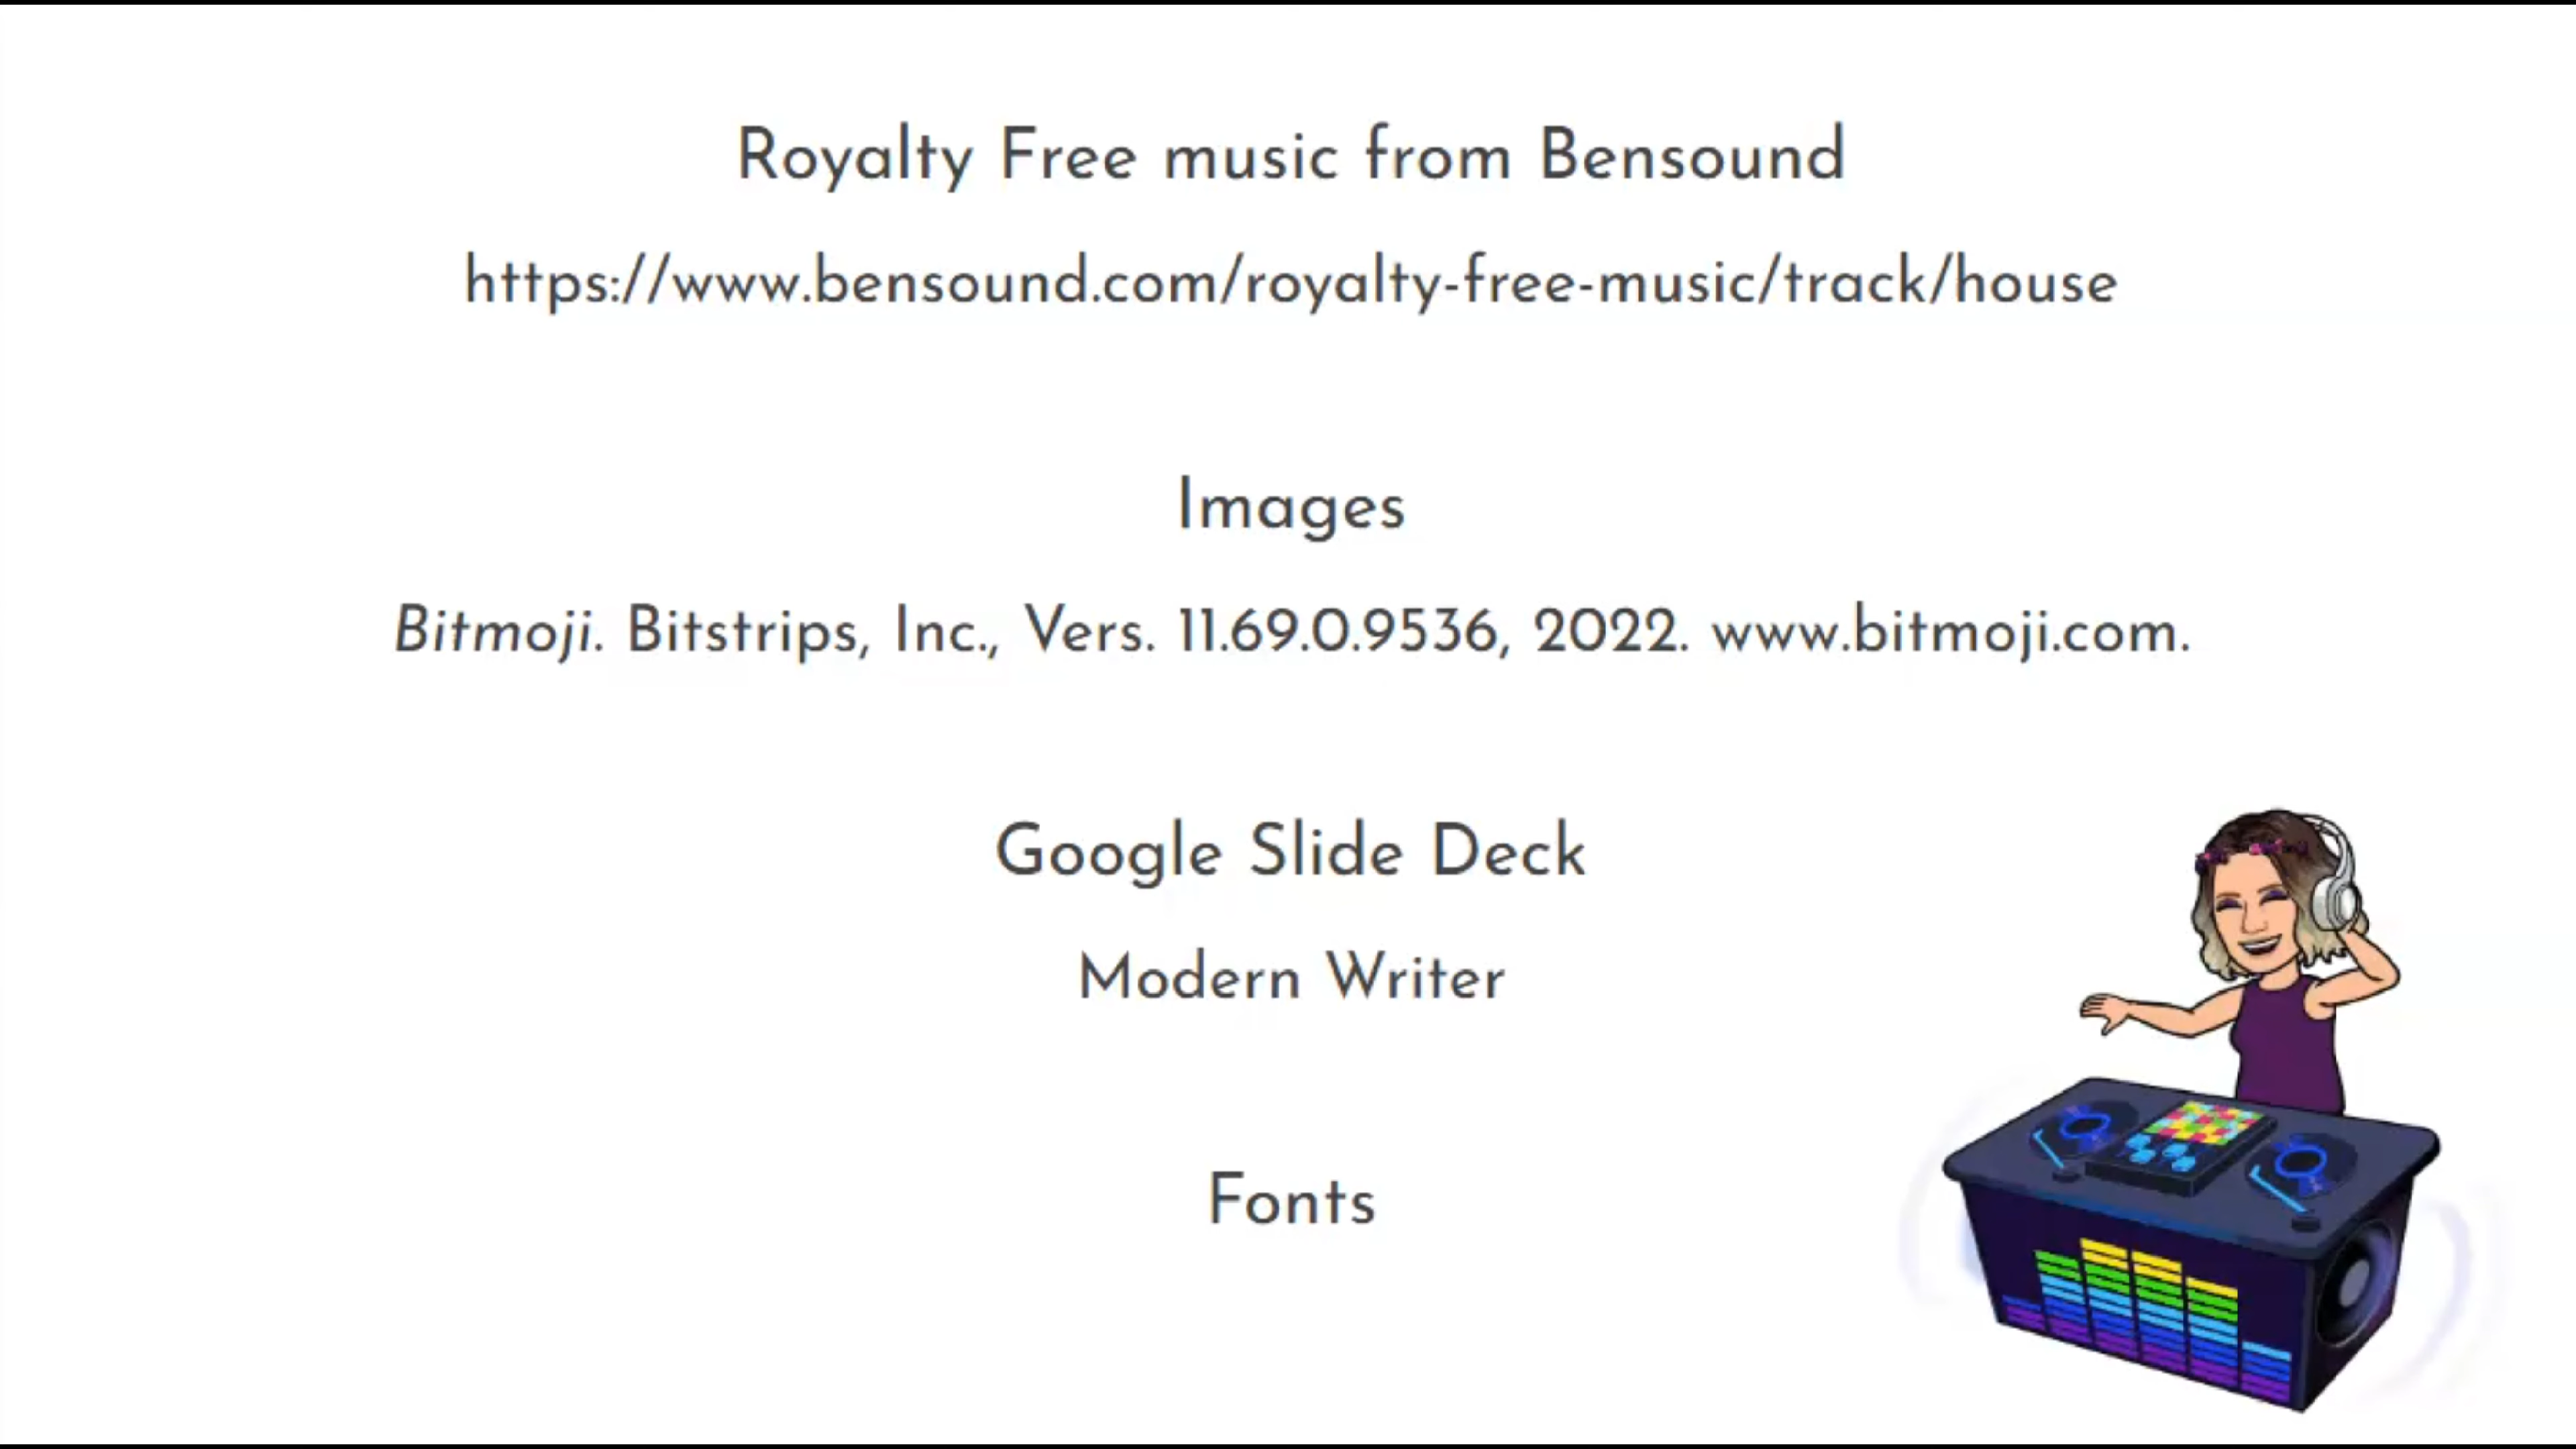 Royalty Free music from Bensound
https://www.bensound.com/royalty-free-music/track/house
Images
Bitmoji. Bitstrips, Inc., Vers. 11.69.0.9536, 2022. www.bitmoji.com.
Google Slide Deck
Modern Writer
Fonts